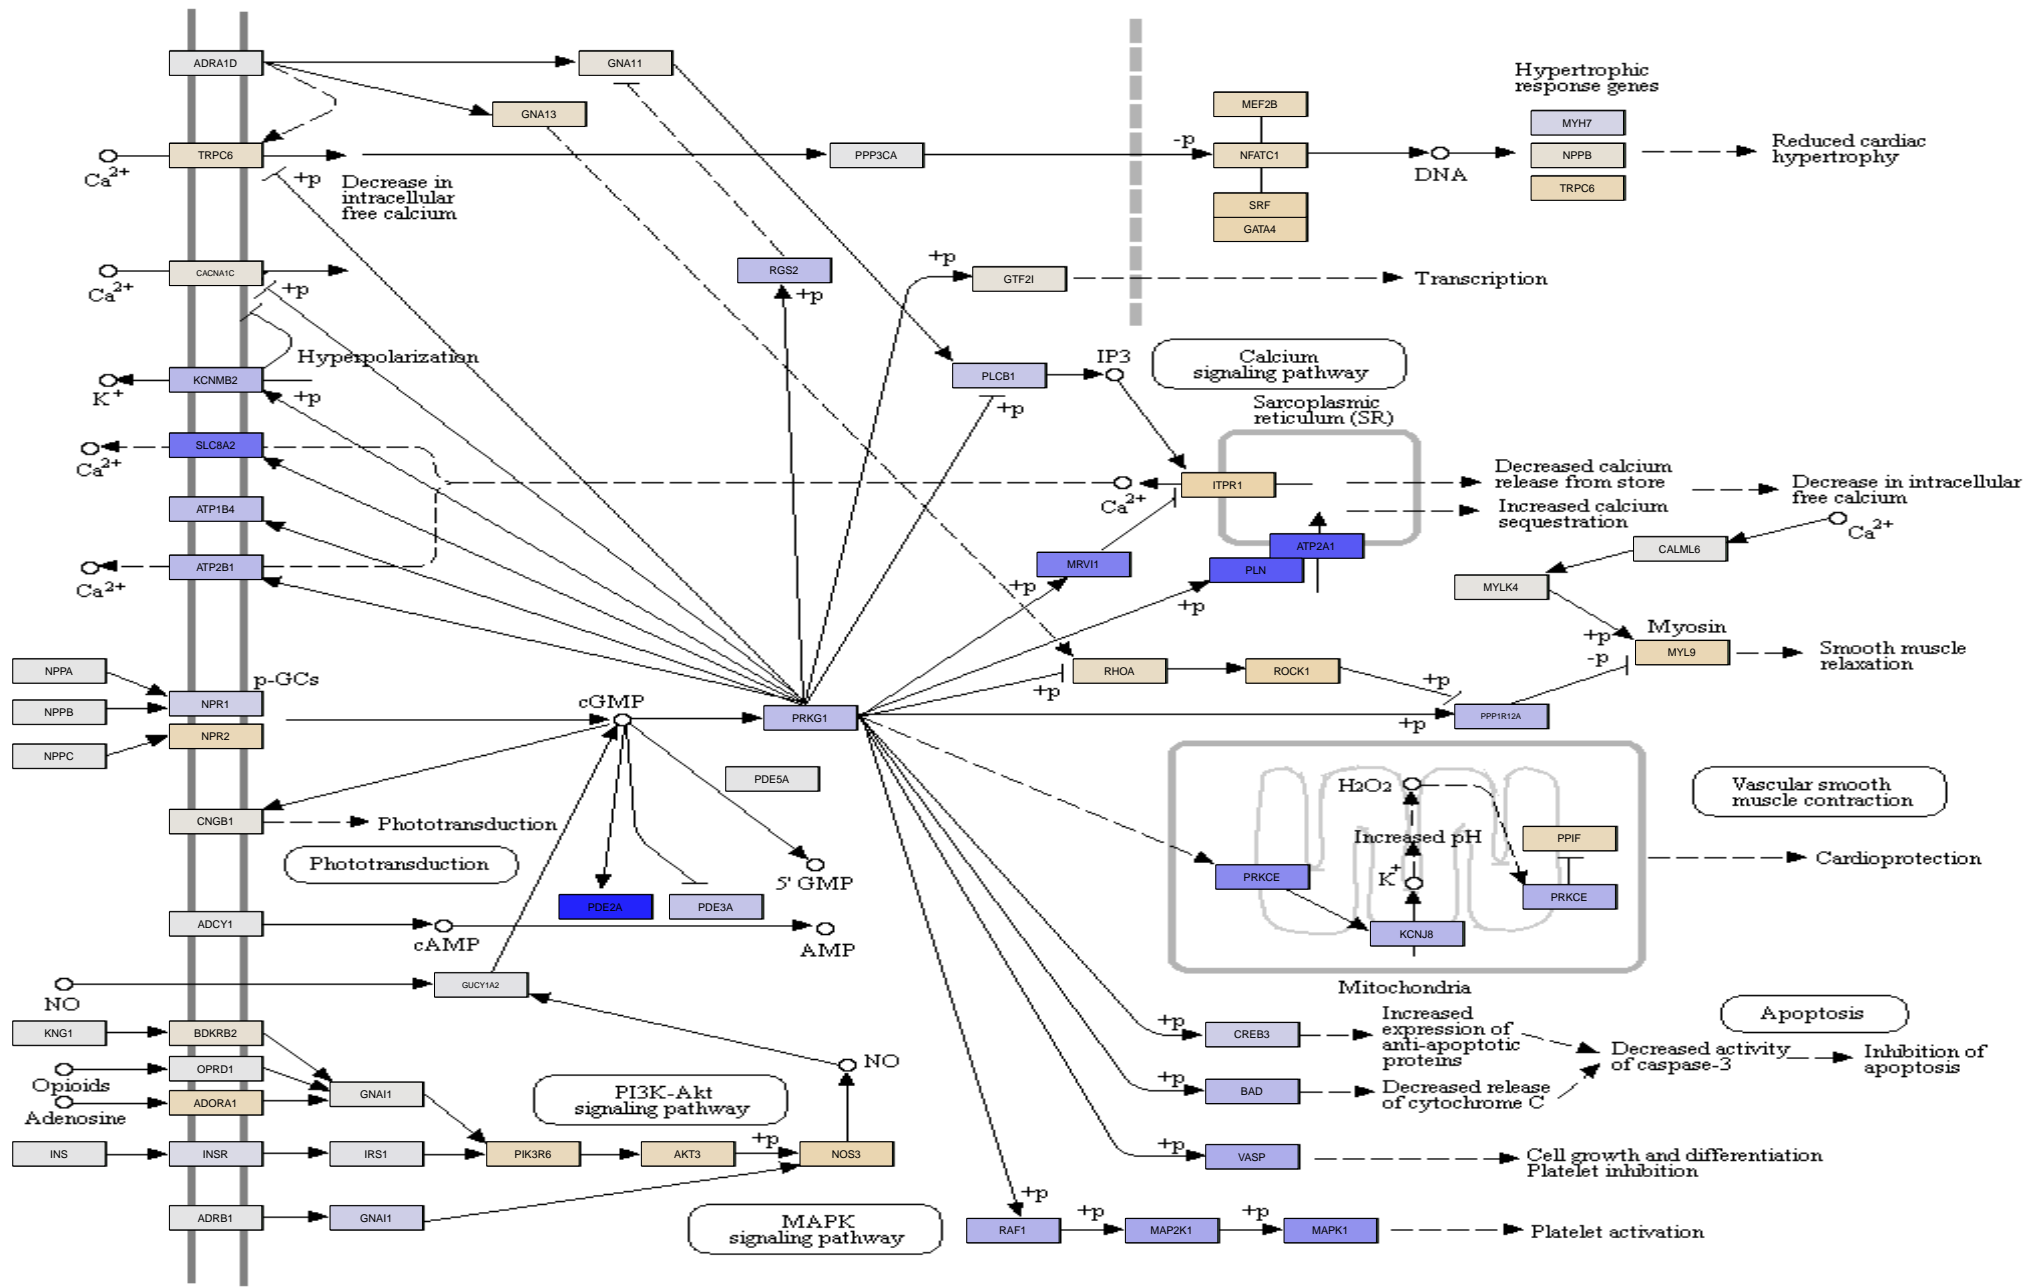 ADRA1D
GNA11
GNA13
TRPC6
Ca2+
+p
Decrease in
intracellular
free calcium
PPP3CA
-p
MEF2B
NFATC1
SRF
GATA4
DNA
Hypertrophic
response genes
MYH7
NPPB
TRPC6
Reduced cardiac
hypertrophy
CACNA1C
Ca2+
+p
RGS2
+p
+p
GTF2I
Transcription
Hyperpolarization
KCNMB2
K+
+p
PLCB1
+p
IP3
Calcium
signaling pathway
Sarcoplasmic
reticulum (SR)
SLC8A2
Ca2+
ATP1B4
ATP2B1
Ca2+
Ca2+
ITPR1
Decreased calcium
release from store
Increased calcium
sequestration
Decrease in intracellular
free calcium
Ca2+
MRVI1
+p
ATP2A1
PLN
+p
CALML6
MYLK4
+p
-p
Myosin
MYL9
Smooth muscle
relaxation
NPPA
NPPB
NPPC
p-GCs
NPR1
NPR2
cGMP
PRKG1
RHOA
+p
ROCK1
+p
+p
PPP1R12A
PDE5A
CNGB1
Phototransduction
Phototransduction
5' GMP
PDE2A
PDE3A
H2O2
Increased pH
K+
PPIF
PRKCE
PRKCE
KCNJ8
Mitochondria
Vascular smooth
muscle contraction
Cardioprotection
ADCY1
cAMP
AMP
NO
GUCY1A2
KNG1
BDKRB2
Opioids
OPRD1
Adenosine
ADORA1
GNAI1
NO
PI3K-Akt
signaling pathway
INS
INSR
IRS1
PIK3R6
AKT3
+p
NOS3
ADRB1
GNAI1
MAPK
signaling pathway
+p
CREB3
Increased
expression of
anti-apoptotic
proteins
+p
BAD
Decreased release
of cytochrome C
Decreased activity
of caspase-3
Apoptosis
Inhibition of
apoptosis
+p
VASP
Cell growth and differentiation
Platelet inhibition
+p
RAF1
+p
MAP2K1
+p
MAPK1
Platelet activation